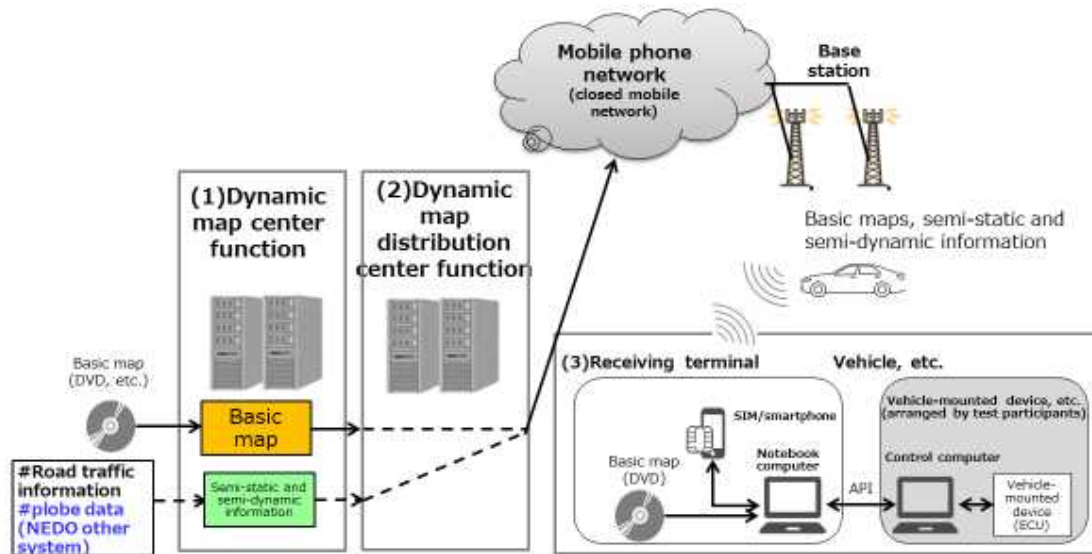 Mobile phone
network
(closed mobile
network)
Base
station
(1)Dynamic
map center
function
(2)Dynamic
map
distribution
center function
Basic maps, semi-static and
semi-dynamic information
Basic map
(DVD, etc.)
Basic
map
#Road traffic
information
#plobe data
(NEDO other
system)
Semi-static and
semi-dynamic
information
(3)Receiving terminal
Vehicle, etc.
SIM/smartphone
Notebook
computer
Basic map
(DVD)
API
Vehicle-mounted device, etc.
(arranged by test participants)
Control computer
Vehicle-
mounted
device
(ECU)